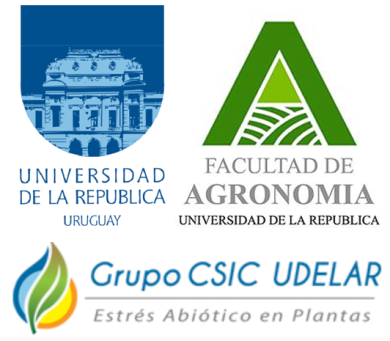 UNIVERSIDAD
DE LA REPUBLICA
URUGUAY
FACULTAD DE
AGRONOMIA
UNIVERSIDAD DE LA REPUBLICA
Grupo CSIC UDELAR
Estrés Abiótico en Plantas